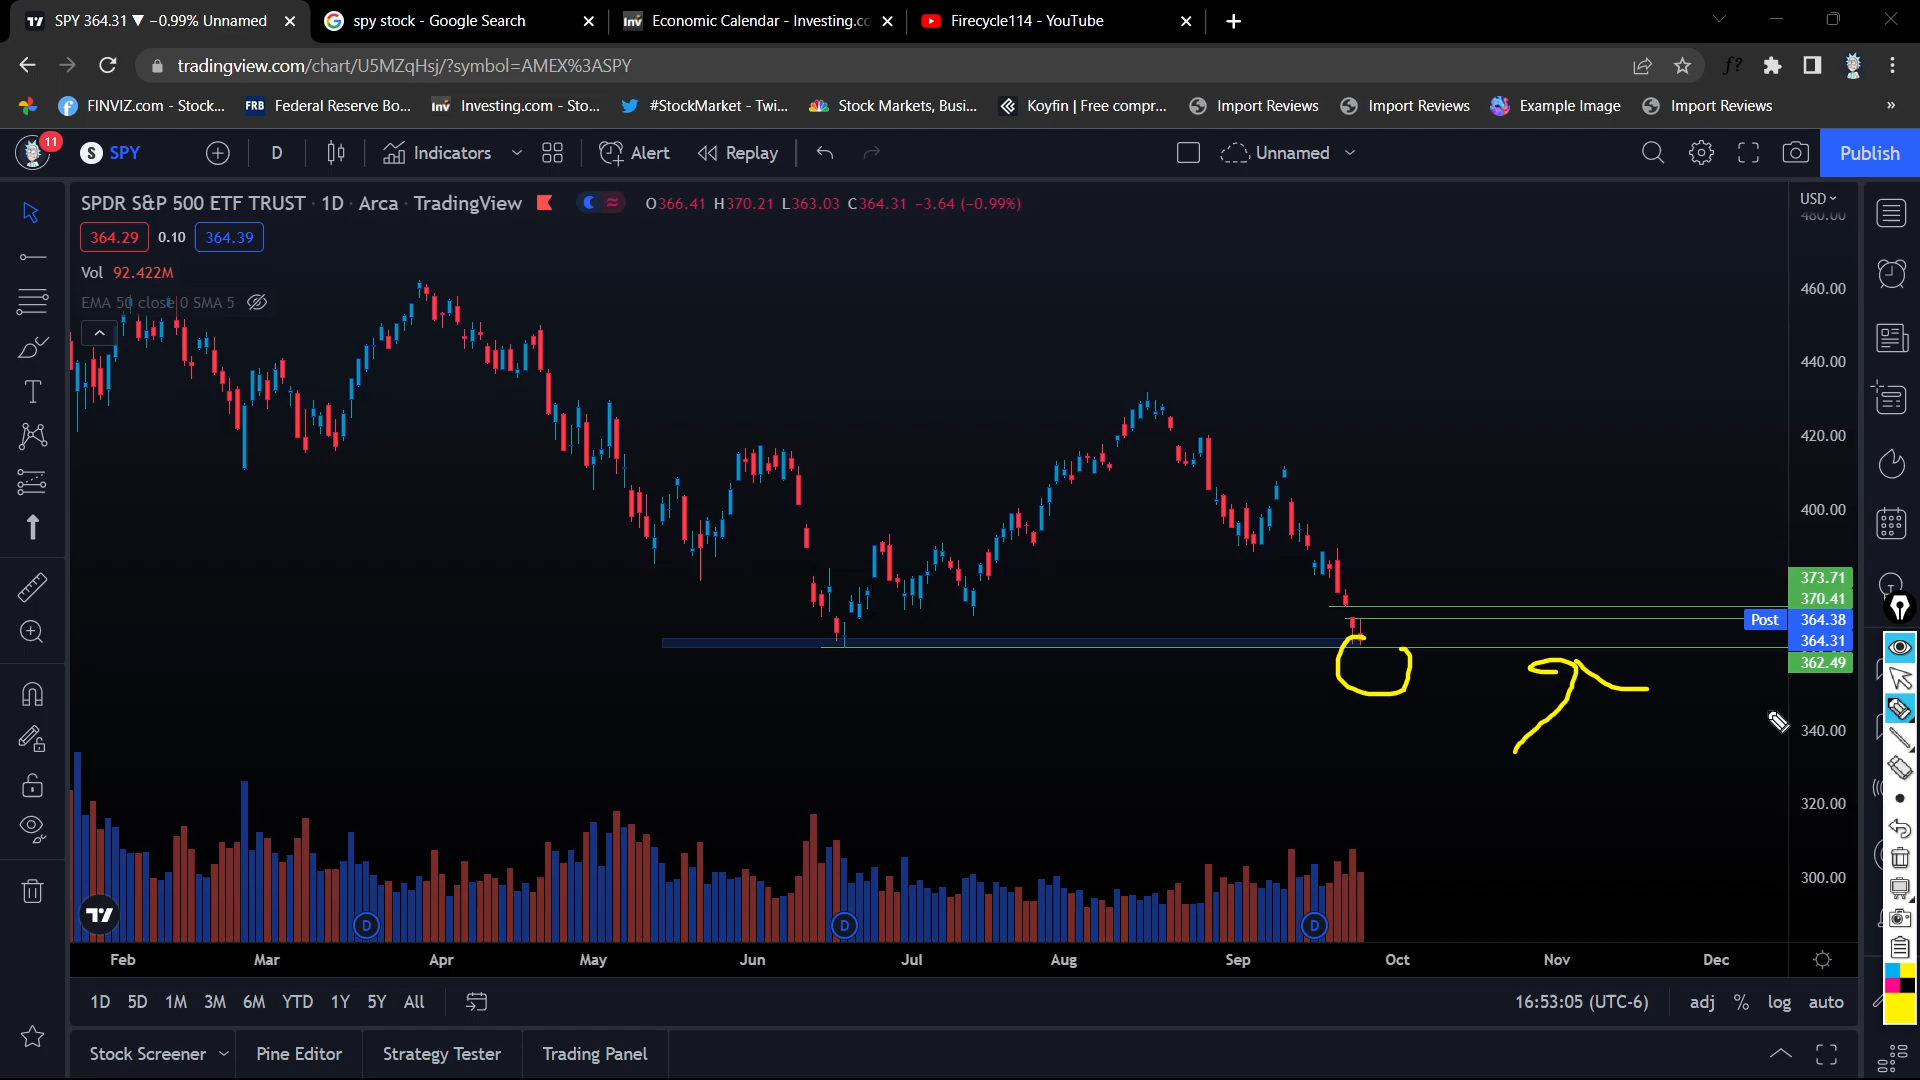 SPY 364.31 ▼ −0.99% Unnamed
spy stock - Google Search
Inv Economic Calendar - Investing.co
Firecycle114 - YouTube
tradingview.com/chart/U5MZqHsj/?symbol=AMEX%3ASPY
f?
FINVIZ.com - Stock...
FRB Federal Reserve Bo...
Inv Investing.com - Sto...
#StockMarket - Twi...
Stock Markets, Busi...
Koyfin | Free compr...
Import Reviews
Import Reviews
Example Image
Import Reviews
»
11
S SPY
D
Indicators
Alert
Replay
Unnamed
Publish
SPDR S&P 500 ETF TRUST · 1D · Arca · TradingView
O366.41 H370.21 L363.03 C364.31 −3.64 (−0.99%)
USD
480.00
364.29 0.10 364.39
Vol 92.422M
EMA 50 close 0 SMA 5
460.00
440.00
420.00
400.00
373.71
370.41
Post 364.38
364.31
362.49
340.00
320.00
300.00
D D D
Feb Mar Apr May Jun Jul Aug Sep Oct Nov Dec
1D 5D 1M 3M 6M YTD 1Y 5Y All
16:53:05 (UTC-6)
adj % log auto
Stock Screener Pine Editor Strategy Tester Trading Panel